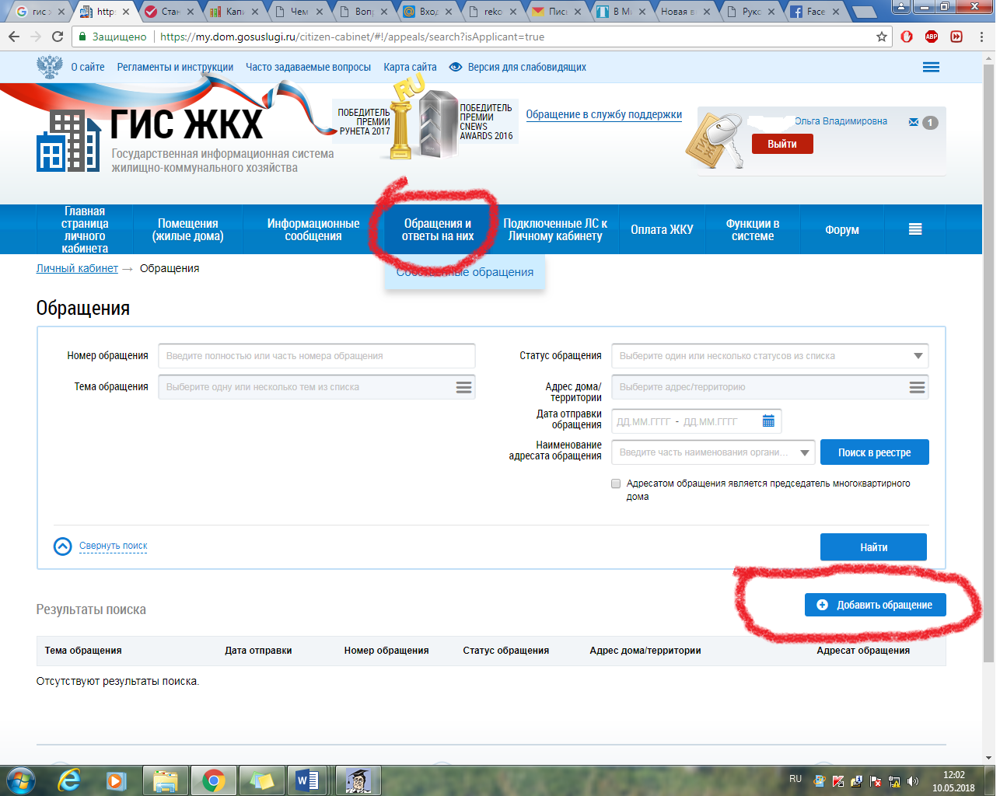 гис ж
http:
Стан
Капи
Чем
Вопр
Вход
reko
Пись
В Ми
Новая в
Рукс
Face
Защищено
https://my.dom.gosuslugi.ru/citizen-cabinet/#!/appeals/search?isApplicant=true
ABP
О сайте Регламенты и инструкции Часто задаваемые вопросы Карта сайта Версия для слабовидящих
ГИС ЖКХ
Государственная информационная система
жилищно-коммунального хозяйства
ПОБЕДИТЕЛЬ
ПРЕМИИ
РУНЕТА 2017
RU
ПОБЕДИТЕЛЬ
ПРЕМИИ
CNEWS
AWARDS 2016
Обращение в службу поддержки
ГИС Ж
Ольга Владимировна
1
Выйти
Главная
страница
личного
кабинета
Помещения
(жилые дома)
Информационные
сообщения
Обращения и
ответы на них
Подключенные ЛС к
Личному кабинету
Оплата ЖКУ
Функции в
системе
Форум
Собственные обращения
Личный кабинет → Обращения
Обращения
Номер обращения Введите полностью или часть номера обращения
Тема обращения Выберите одну или несколько тем из списка
Статус обращения Выберите один или несколько статусов из списка
Адрес дома/
территории Выберите адрес/территорию
Дата отправки
обращения ДД.ММ.ГГГГ - ДД.ММ.ГГГГ
Наименование
адресата обращения Введите часть наименования органи... Поиск в реестре
Адресатом обращения является председатель многоквартирного
дома
Свернуть поиск
Найти
Результаты поиска
Добавить обращение
Тема обращения Дата отправки Номер обращения Статус обращения Адрес дома/территории Адресат обращения
Отсутствуют результаты поиска.
RU
12:02
10.05.2018